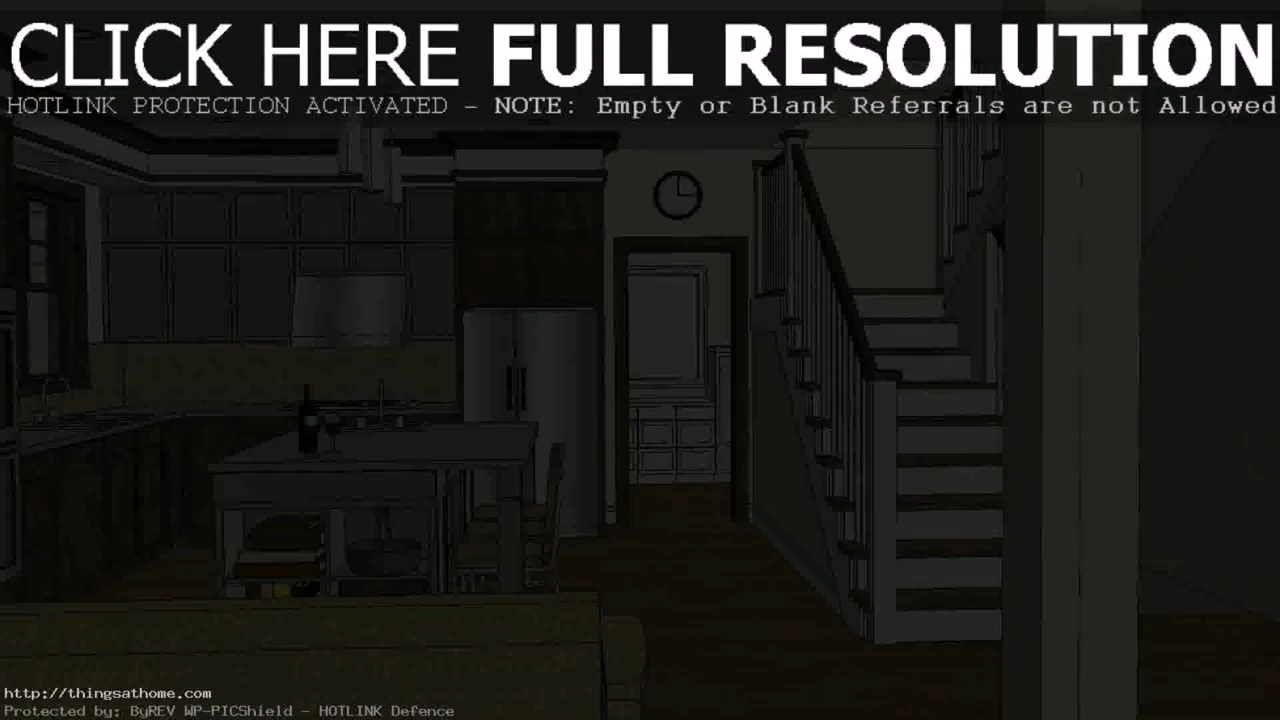 CLICK HERE FULL RESOLUTION
HOTLINK PROTECTION ACTIVATED - NOTE: Empty or Blank Referrals are not Allowed
http://thingsathome.com
Protected by: ByREV WP-PICShield - HOTLINK Defence